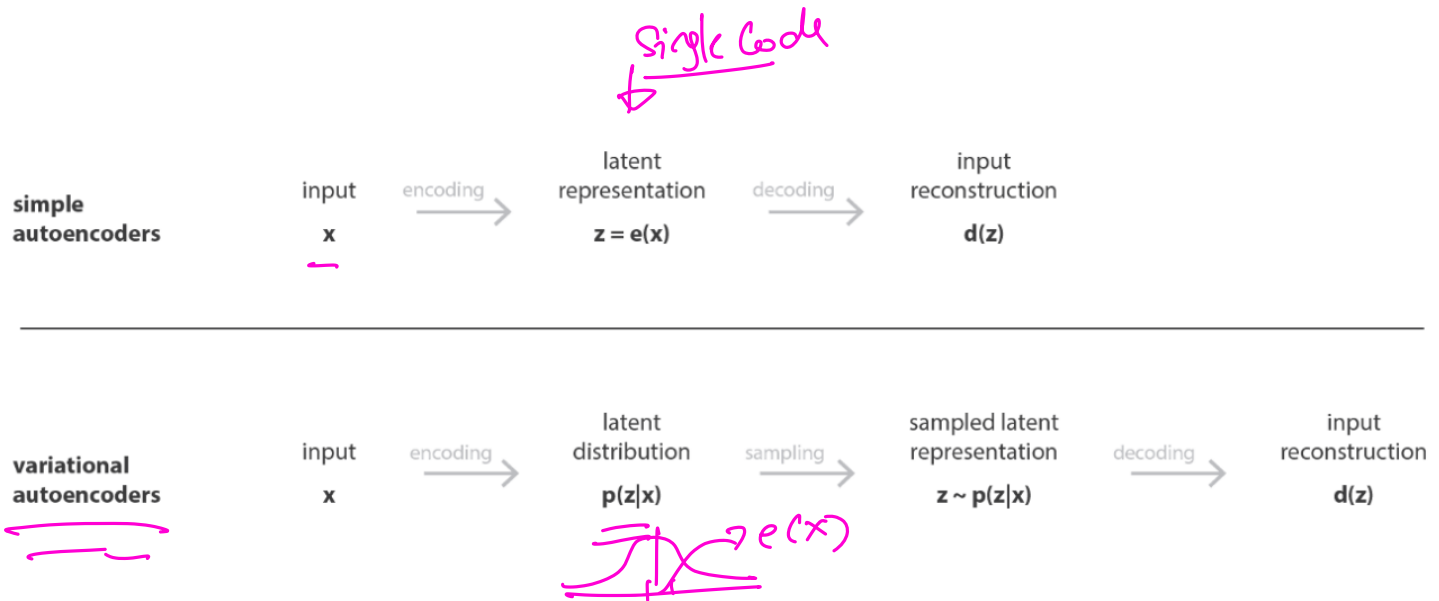 Single Code
latent
representation
input
reconstruction
simple
autoencoders
input
encoding
decoding
x
z = e(x)
d(z)
latent
distribution
sampled latent
representation
input
reconstruction
variational
autoencoders
input
encoding
sampling
decoding
x
p(z|x)
z ~ p(z|x)
d(z)
e(x)